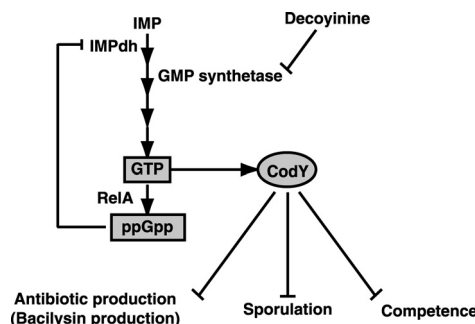 IMP
Decoyinine
IMPdh
GMP synthetase
GTP
CodY
RelA
ppGpp
Antibiotic production
(Bacilysin production)
Sporulation
Competence